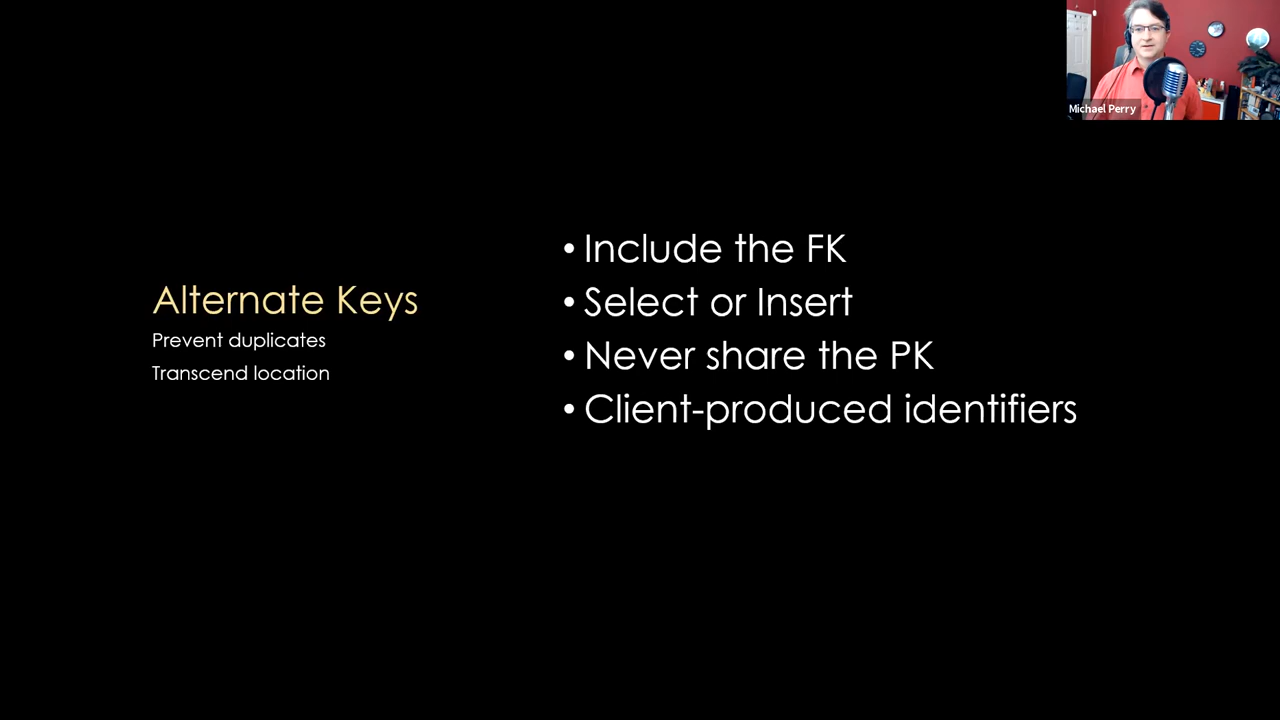 Michael Perry
Alternate Keys
Prevent duplicates
Transcend location
• Include the FK
• Select or Insert
• Never share the PK
• Client-produced identifiers